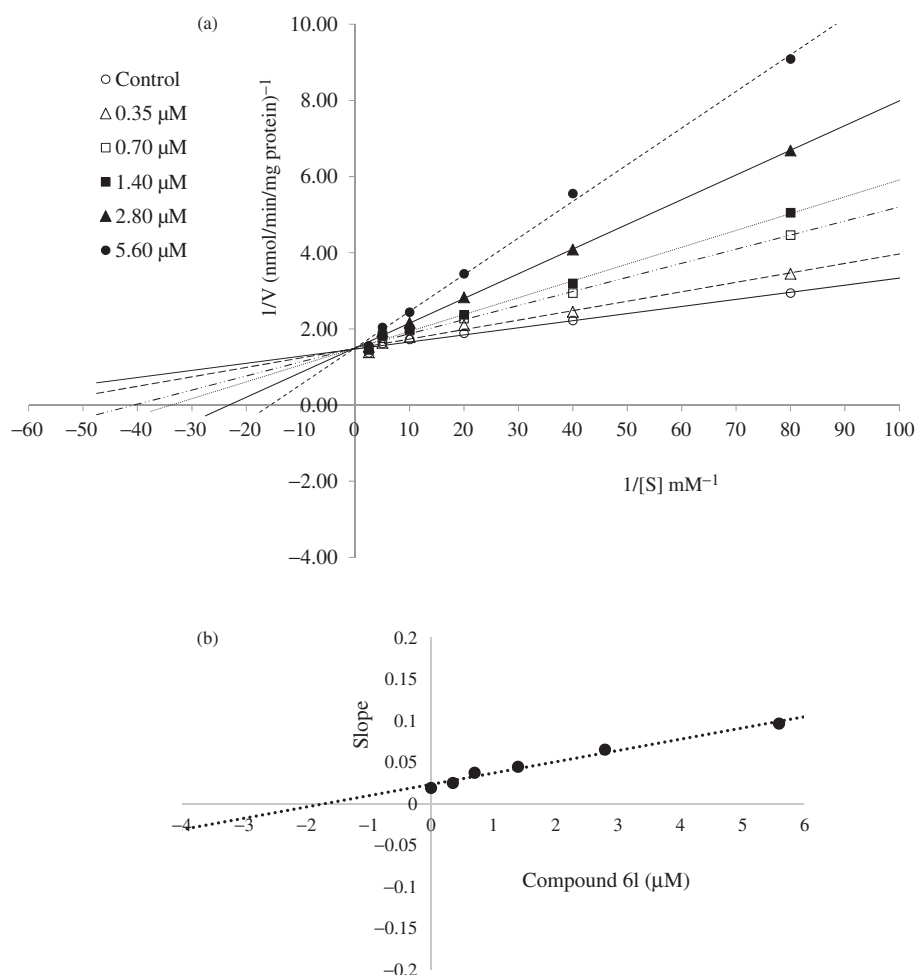 (a)
Control
0.35 μM
0.70 μM
1.40 μM
2.80 μM
5.60 μM
1/V (nmol/min/mg protein)⁻¹
10.00
8.00
6.00
4.00
2.00
0.00
−2.00
−4.00
−60 −50 −40 −30 −20 −10 0 10 20 30 40 50 60 70 80 90 100
1/[S] mM⁻¹
(b)
Slope
0.2
0.15
0.1
0.05
0
−0.05
−0.1
−0.15
−0.2
−4 −3 −2 −1 0 1 2 3 4 5 6
Compound 6l (μM)